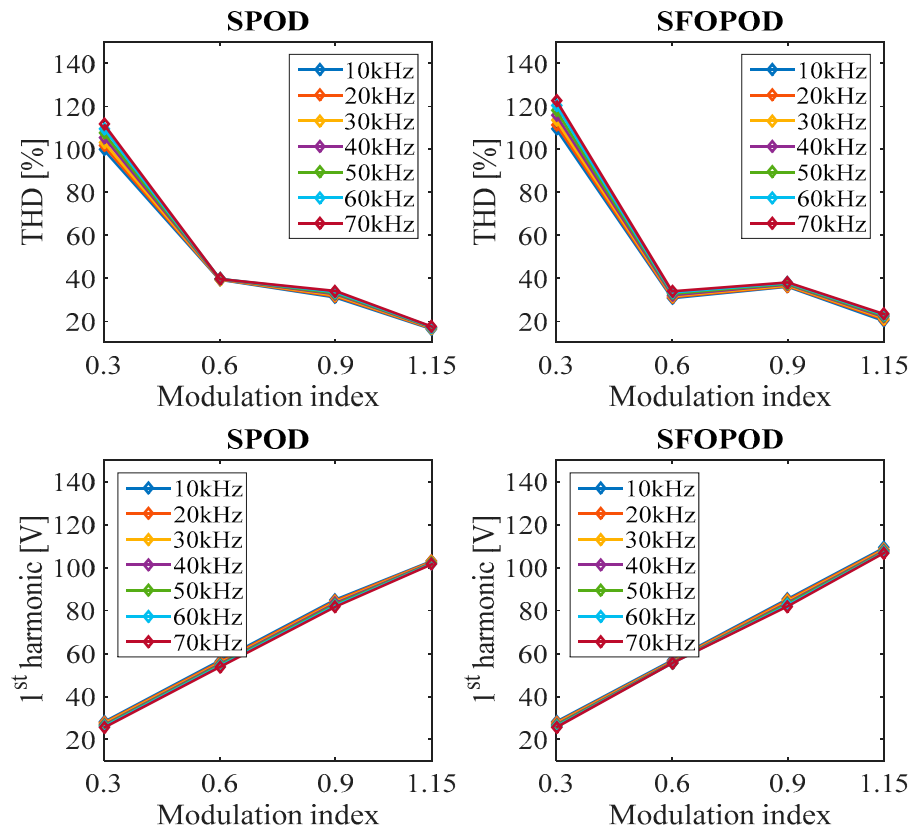 SPOD
THD [%]
140
120
100
80
60
40
20
10kHz
20kHz
30kHz
40kHz
50kHz
60kHz
70kHz
0.3 0.6 0.9 1.15
Modulation index
SFOPOD
THD [%]
140
120
100
80
60
40
20
10kHz
20kHz
30kHz
40kHz
50kHz
60kHz
70kHz
0.3 0.6 0.9 1.15
Modulation index
SPOD
1st harmonic [V]
140
120
100
80
60
40
20
10kHz
20kHz
30kHz
40kHz
50kHz
60kHz
70kHz
0.3 0.6 0.9 1.15
Modulation index
SFOPOD
1st harmonic [V]
140
120
100
80
60
40
20
10kHz
20kHz
30kHz
40kHz
50kHz
60kHz
70kHz
0.3 0.6 0.9 1.15
Modulation index